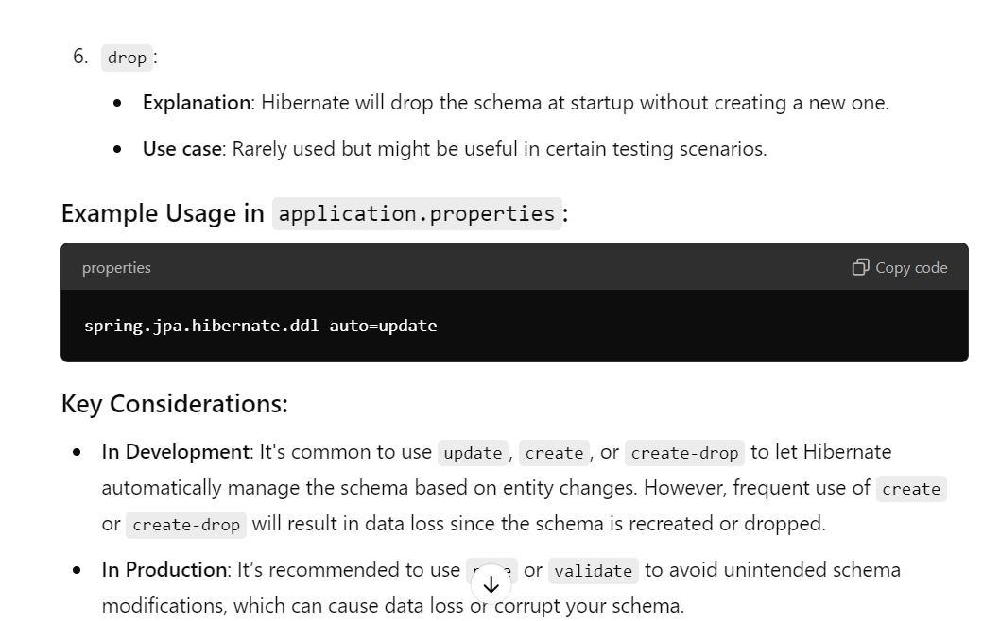 6. drop:
• Explanation: Hibernate will drop the schema at startup without creating a new one.
• Use case: Rarely used but might be useful in certain testing scenarios.
Example Usage in application.properties:
properties Copy code
spring.jpa.hibernate.ddl-auto=update
Key Considerations:
• In Development: It's common to use update, create, or create-drop to let Hibernate
automatically manage the schema based on entity changes. However, frequent use of create
or create-drop will result in data loss since the schema is recreated or dropped.
• In Production: It’s recommended to use or validate to avoid unintended schema
modifications, which can cause data loss or corrupt your schema.